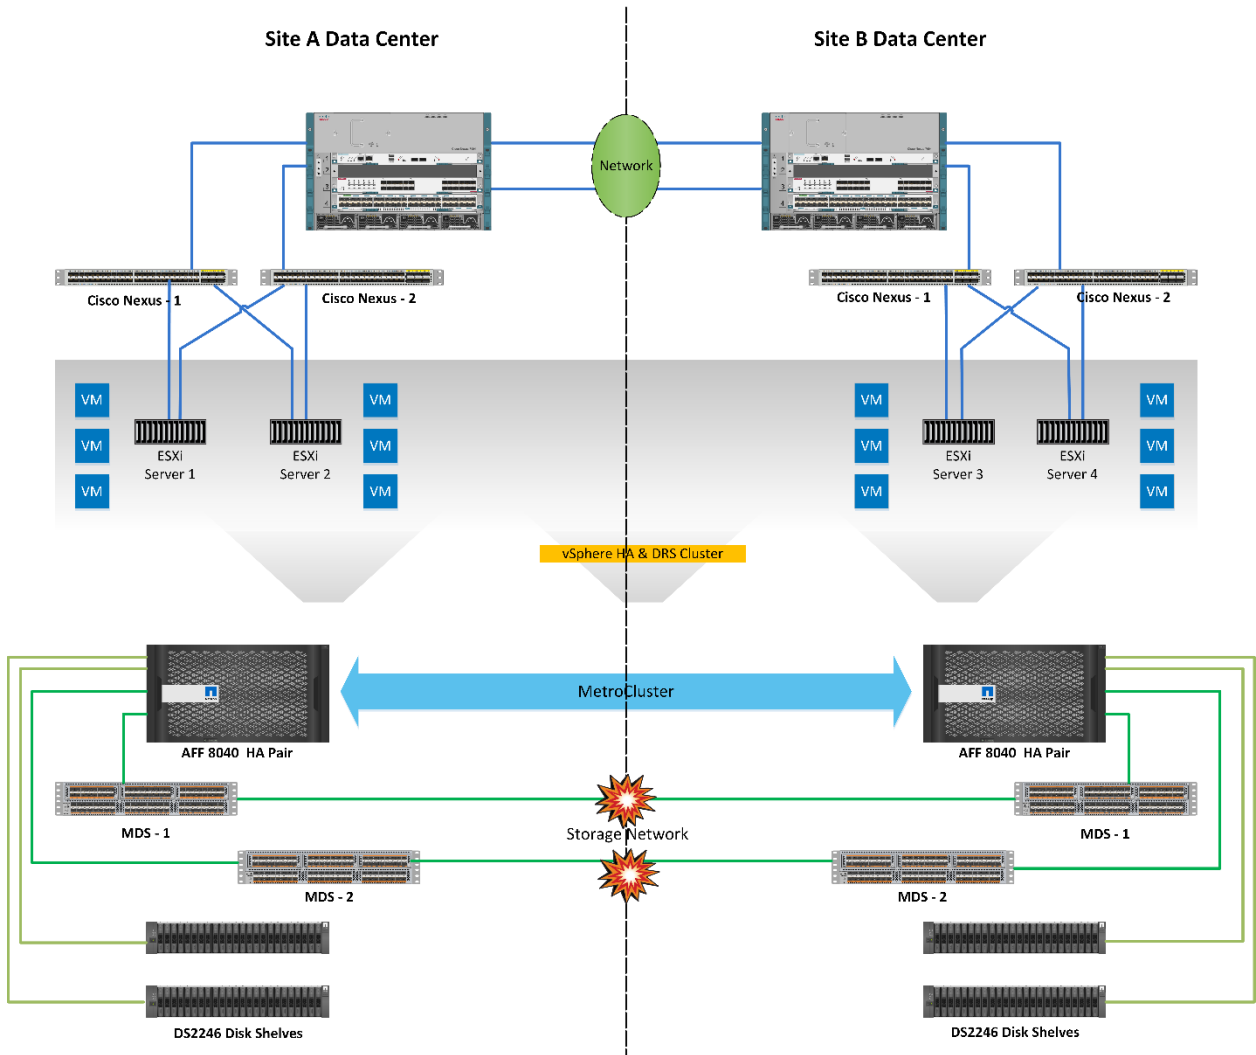 Site A Data Center
Site B Data Center
Network
Cisco Nexus - 1
Cisco Nexus - 2
Cisco Nexus - 1
Cisco Nexus - 2
VM
VM
VM
VM
VM
VM
VM
VM
VM
VM
VM
VM
ESXi
Server 1
ESXi
Server 2
ESXi
Server 3
ESXi
Server 4
vSphere HA & DRS Cluster
MetroCluster
AFF 8040 HA Pair
AFF 8040 HA Pair
MDS - 1
Storage Network
MDS - 1
MDS - 2
MDS - 2
DS2246 Disk Shelves
DS2246 Disk Shelves